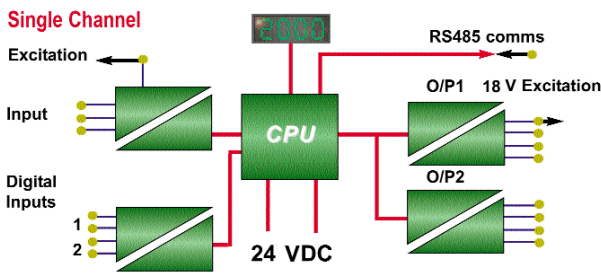 Single Channel
2000
RS485 comms
Excitation
O/P1 18 V Excitation
Input
CPU
Digital
Inputs
O/P2
1
2
24 VDC